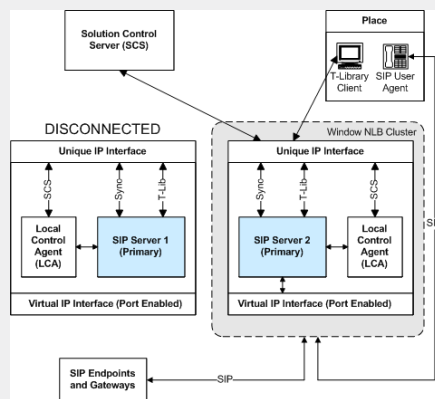 Solution Control
Server (SCS)
Place
T-Library
Client
SIP User
Agent
DISCONNECTED
Window NLB Cluster
Unique IP Interface
Unique IP Interface
SCS
Sync
T-Lib
Sync
T-Lib
SCS
Local
Control
Agent
(LCA)
SIP Server 1
(Primary)
SIP Server 2
(Primary)
Local
Control
Agent
(LCA)
Virtual IP Interface (Port Enabled)
Virtual IP Interface (Port Enabled)
SIP Endpoints
and Gateways
SIP